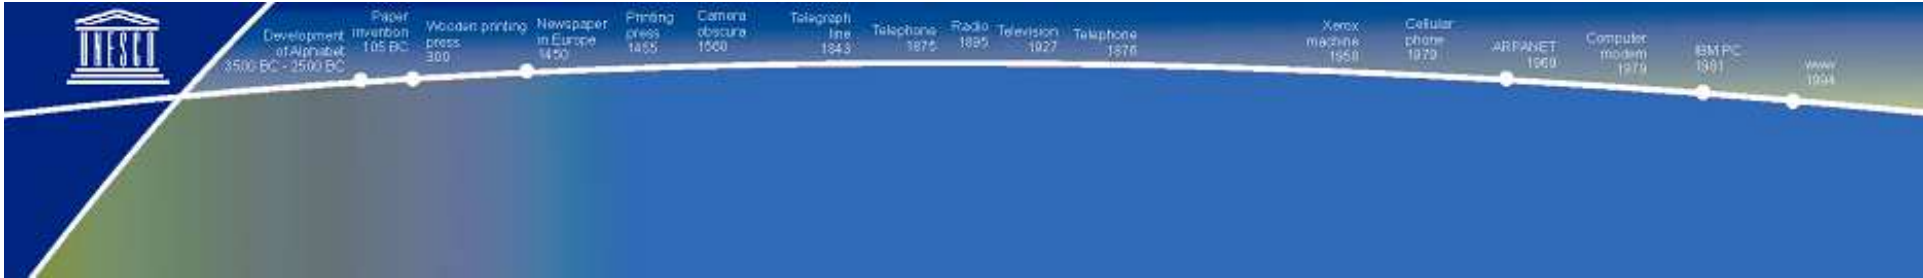 UNESCO
Development
of Alphabet
3500 BC - 2500 BC
Paper
invention
105 BC
Wooden printing
press
300
Newspaper
in Europe
1450
Printing
press
1455
Camera
obscura
1560
Telegraph
line
1843
Telephone
1876
Radio
1895
Television
1927
Telephone
1876
Xerox
machine
1958
Cellular
phone
1979
ARPANET
1969
Computer
modem
1979
IBM PC
1981
www
1994